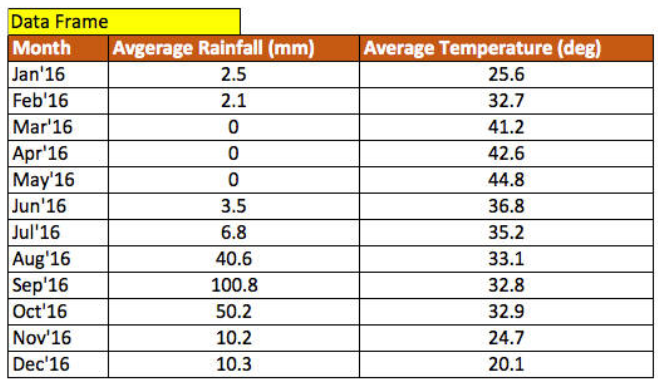 Data Frame
Month Avgerage Rainfall (mm) Average Temperature (deg)
Jan'16 2.5 25.6
Feb'16 2.1 32.7
Mar'16 0 41.2
Apr'16 0 42.6
May'16 0 44.8
Jun'16 3.5 36.8
Jul'16 6.8 35.2
Aug'16 40.6 33.1
Sep'16 100.8 32.8
Oct'16 50.2 32.9
Nov'16 10.2 24.7
Dec'16 10.3 20.1